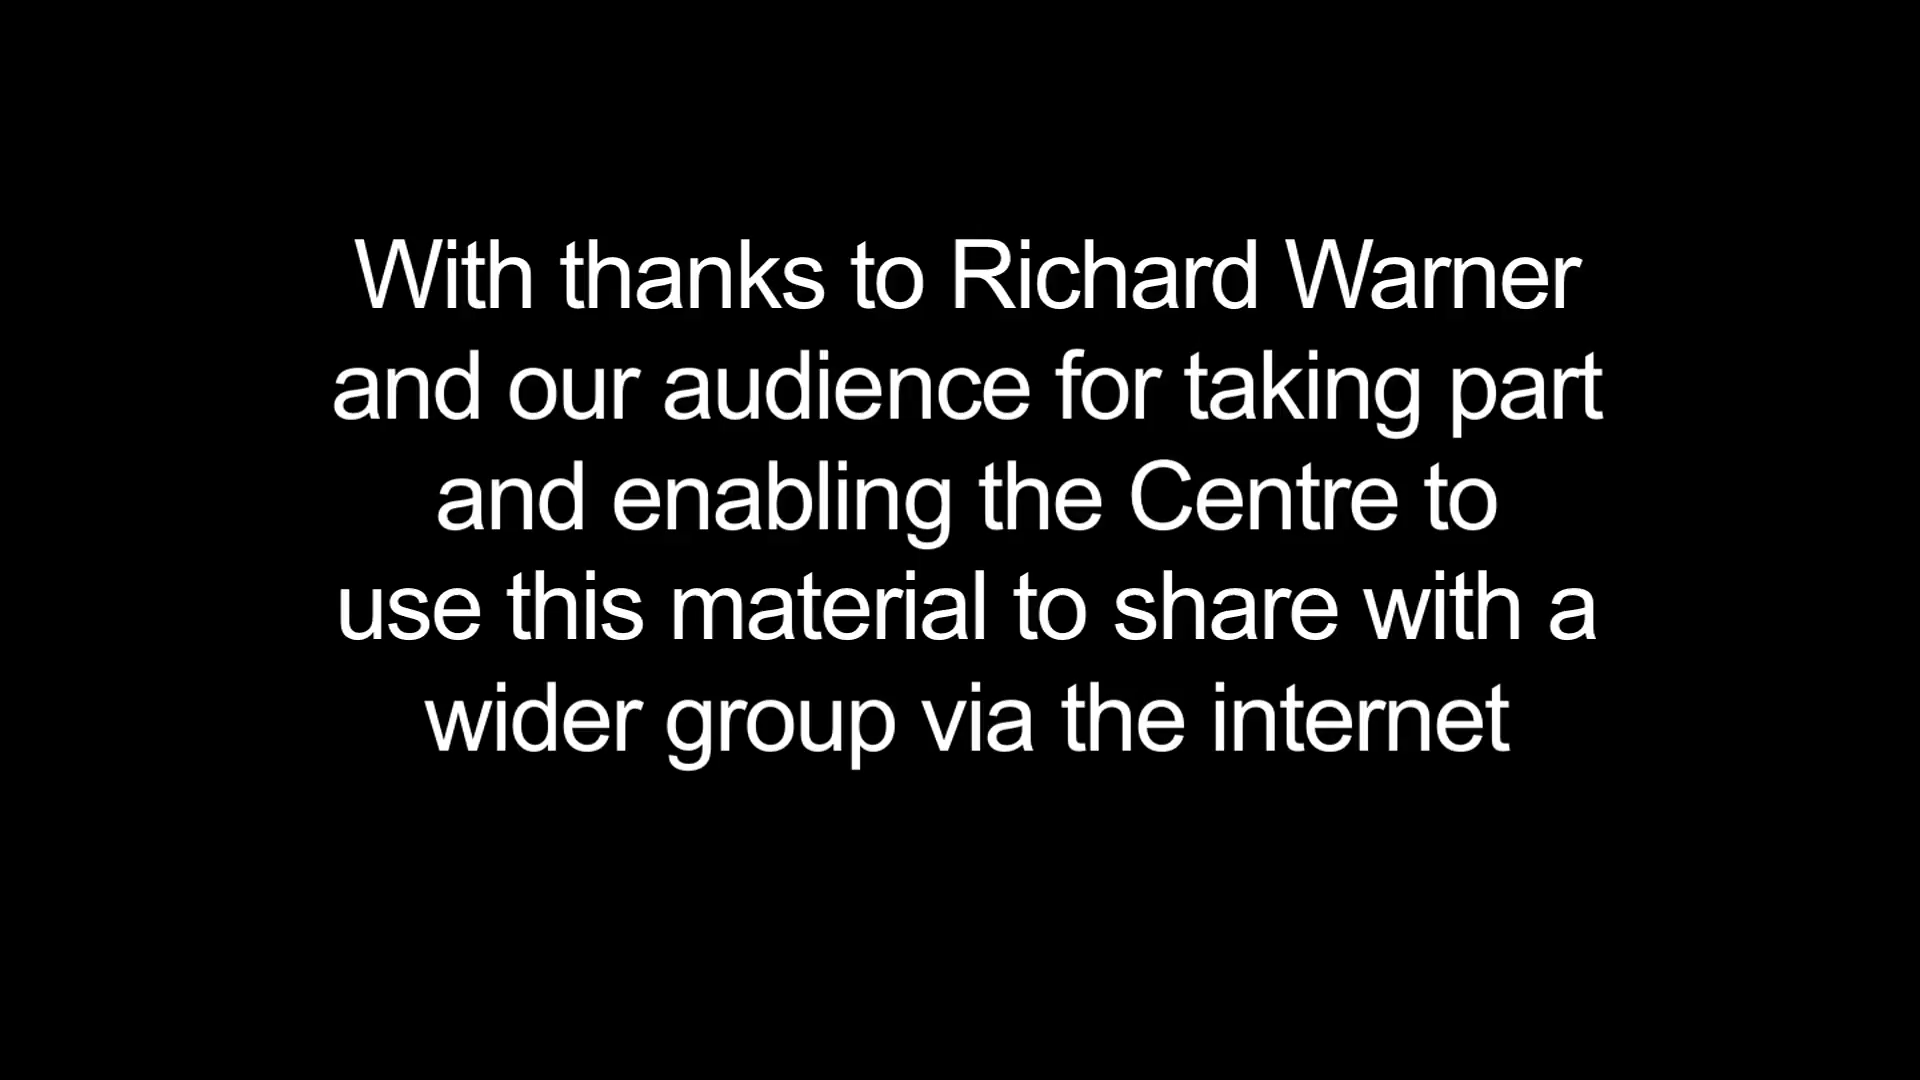 With thanks to Richard Warner
and our audience for taking part
and enabling the Centre to
use this material to share with a
wider group via the internet